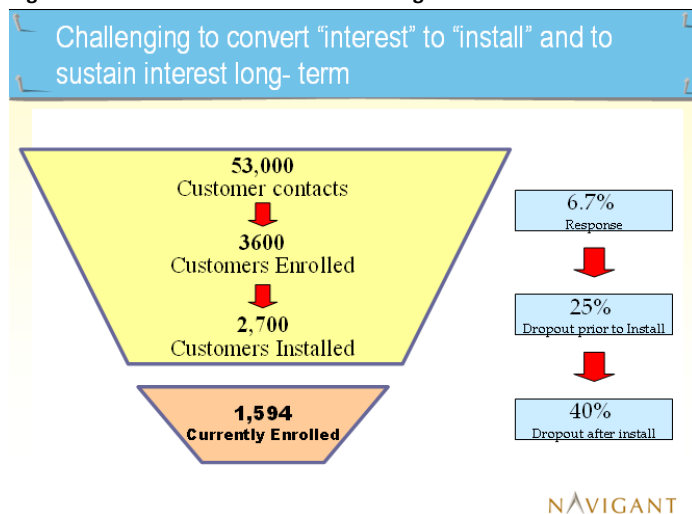 Challenging to convert “interest” to “install” and to
sustain interest long- term
53,000
Customer contacts
3600
Customers Enrolled
2,700
Customers Installed
1,594
Currently Enrolled
6.7%
Response
25%
Dropout prior to Install
40%
Dropout after install
NAVIGANT